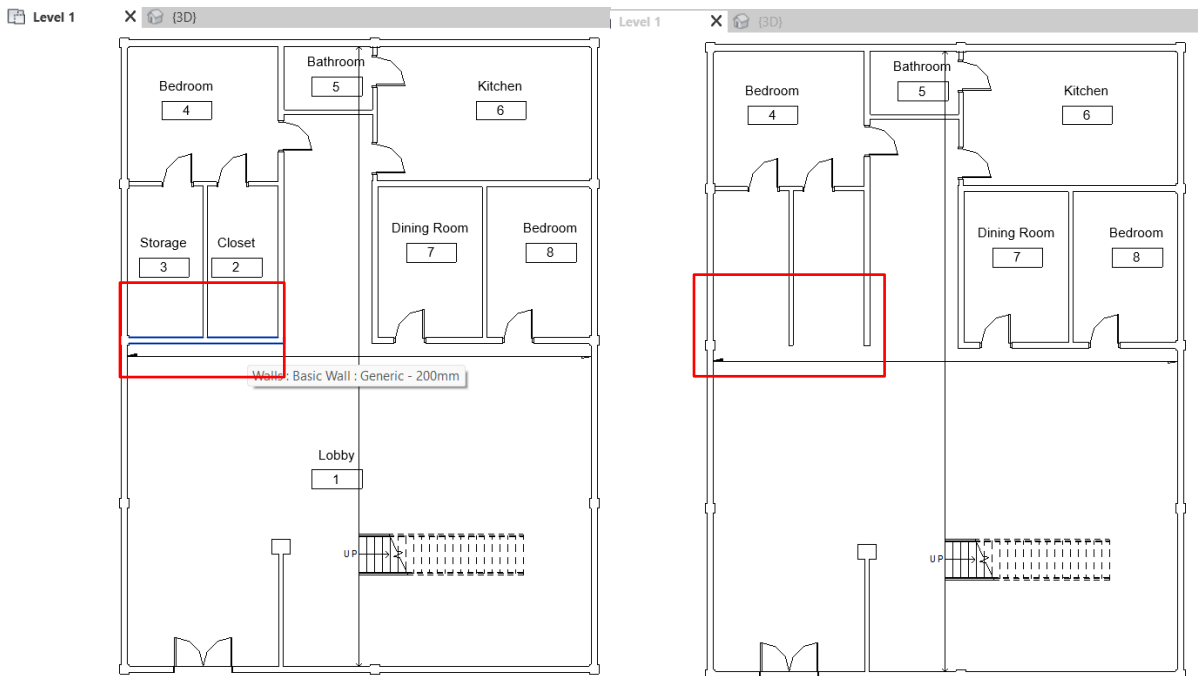 Level 1
{3D}
Bathroom
5
Bedroom
4
Kitchen
6
Storage
3
Closet
2
Dining Room
7
Bedroom
8
Walls : Basic Wall : Generic - 200mm
Lobby
1
UP
Level 1
{3D}
Bathroom
5
Bedroom
4
Kitchen
6
Dining Room
7
Bedroom
8
UP